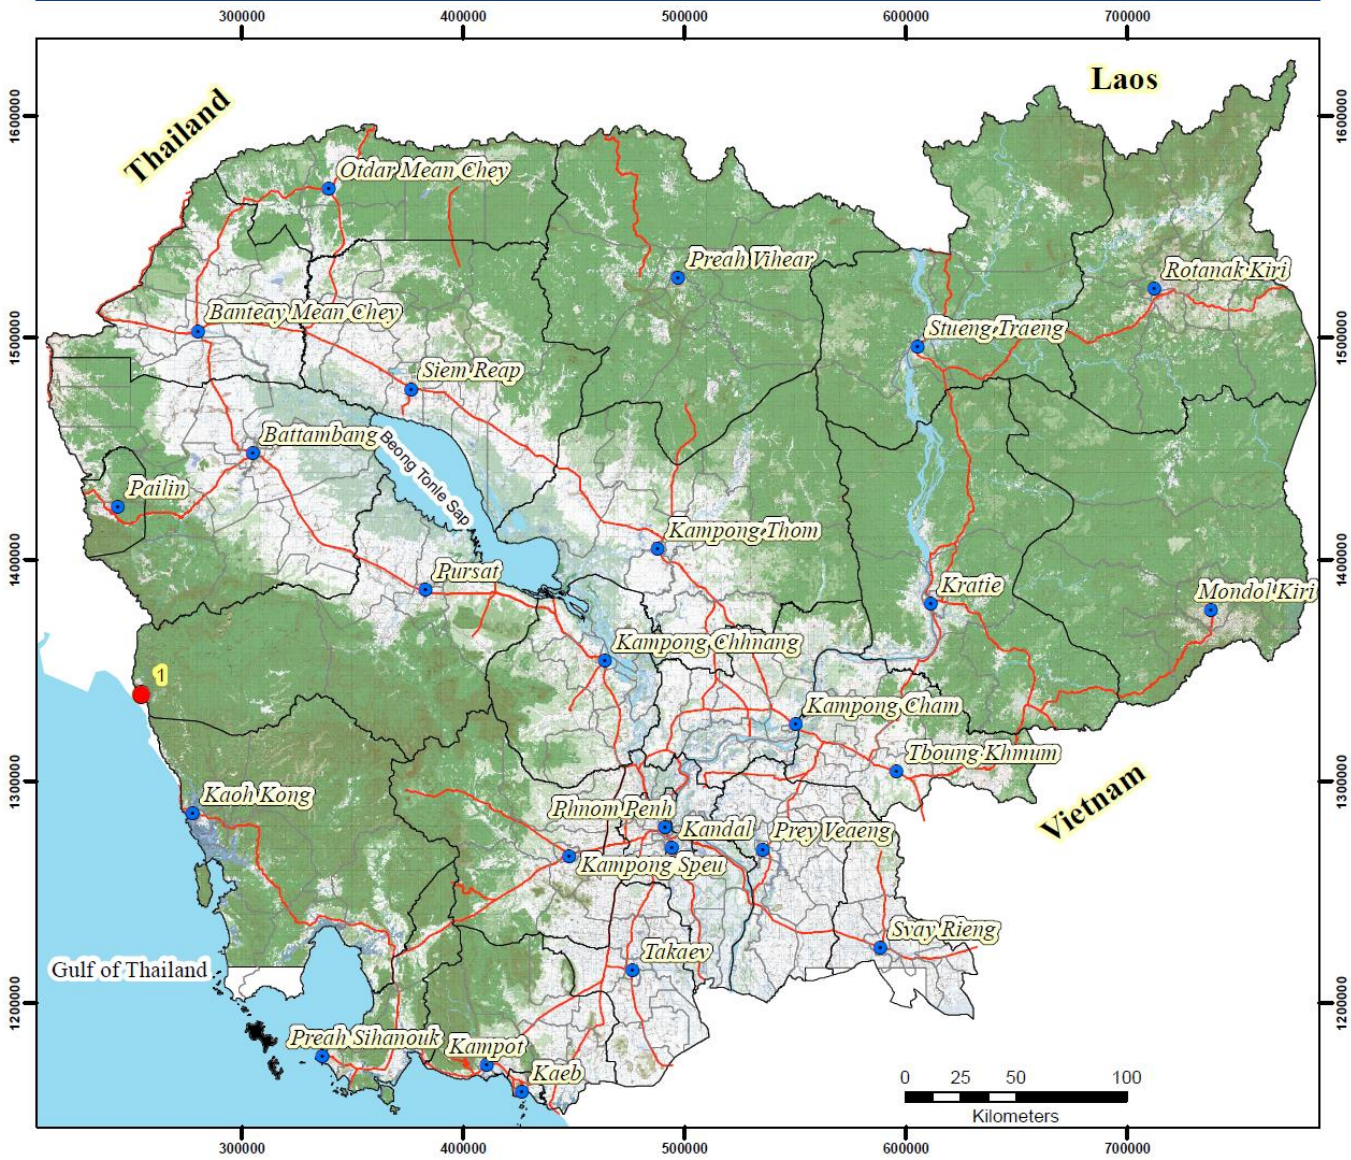 300000 400000 500000 600000 700000
Laos
Thailand
1600000
1600000
Otdar Mean Chey
Preah Vihear
Rotanak Kiri
Banteay Mean Chey
Stueng Traeng
1500000
1500000
Siem Reap
Battambang
Beong Tonle Sap
Pailin
Kampong Thom
1400000
1400000
Pursat
Kratie
Mondol Kiri
Kampong Chhnang
1
Kampong Cham
Tboung Khmum
1300000
1300000
Kaoh Kong
Phnom Penh
Kandal
Prey Veaeng
Vietnam
Kampong Speu
Svay Rieng
Takaev
Gulf of Thailand
1200000
1200000
Preah Sihanouk
Kampot
Kaeb
0 25 50 100
Kilometers
300000 400000 500000 600000 700000